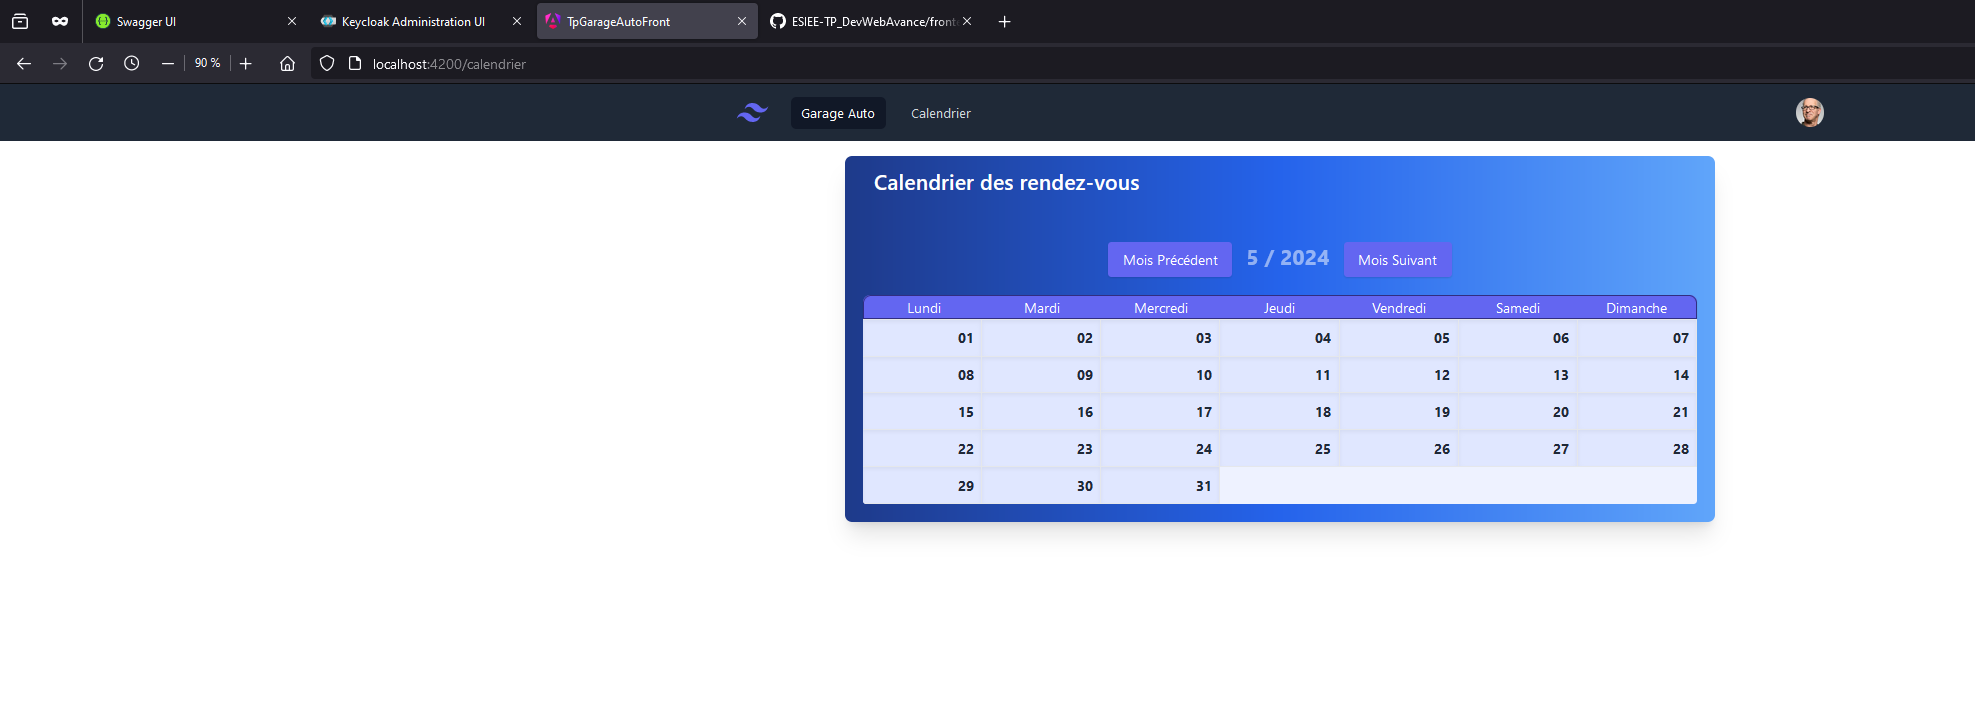 Swagger UI
Keycloak Administration UI
TpGarageAutoFront
ESIEE-TP_DevWebAvance/fronte
90 %
localhost:4200/calendrier
Garage Auto
Calendrier
Calendrier des rendez-vous
Mois Précédent
5 / 2024
Mois Suivant
Lundi Mardi Mercredi Jeudi Vendredi Samedi Dimanche
01 02 03 04 05 06 07
08 09 10 11 12 13 14
15 16 17 18 19 20 21
22 23 24 25 26 27 28
29 30 31